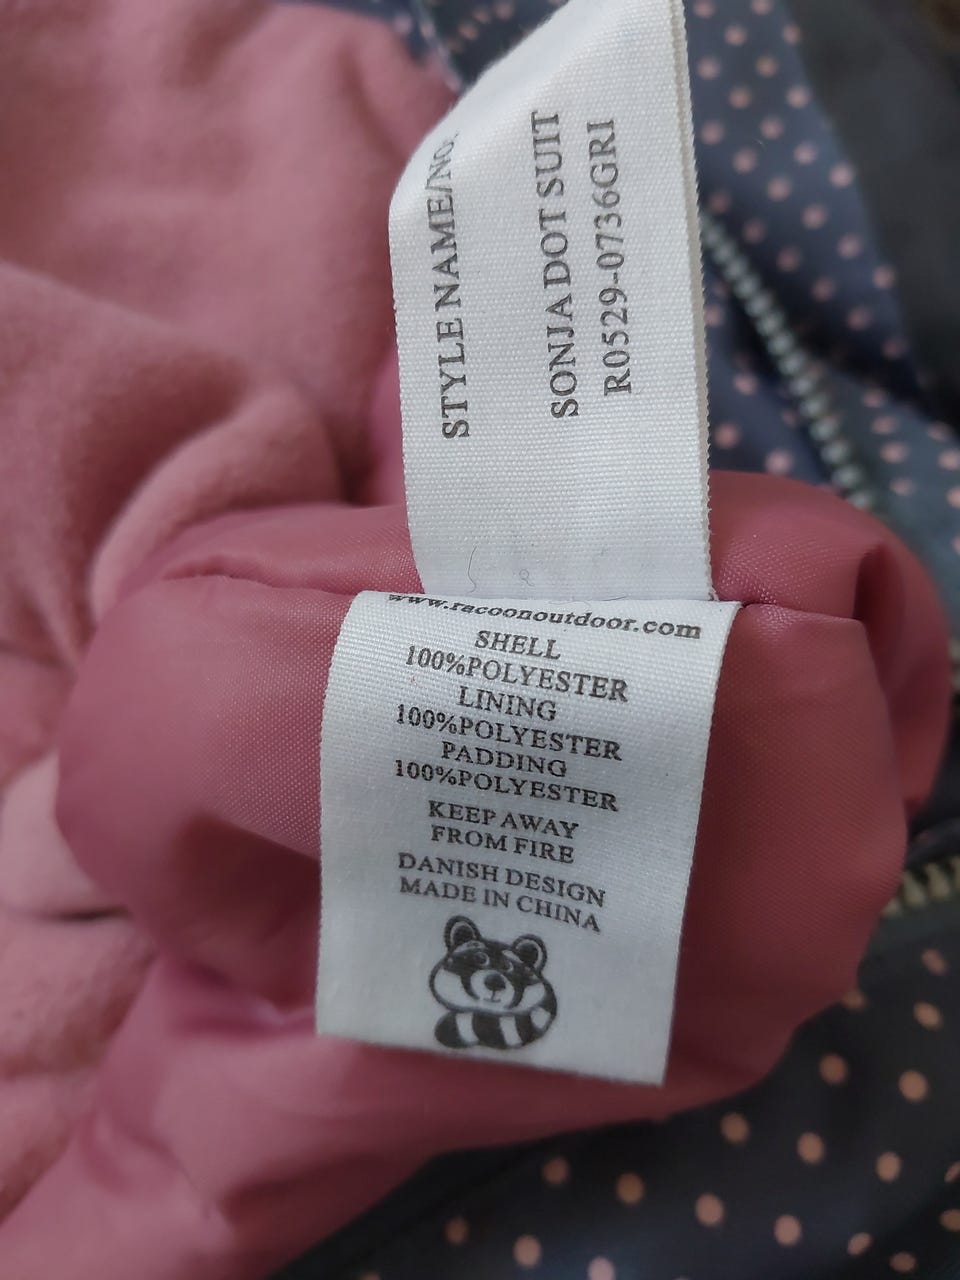 STYLE NAME/NO.
SONJA DOT SUIT
R0529-0736GRI
www.racoonoutdoor.com
SHELL
100%POLYESTER
LINING
100%POLYESTER
PADDING
100%POLYESTER
KEEP AWAY
FROM FIRE
DANISH DESIGN
MADE IN CHINA